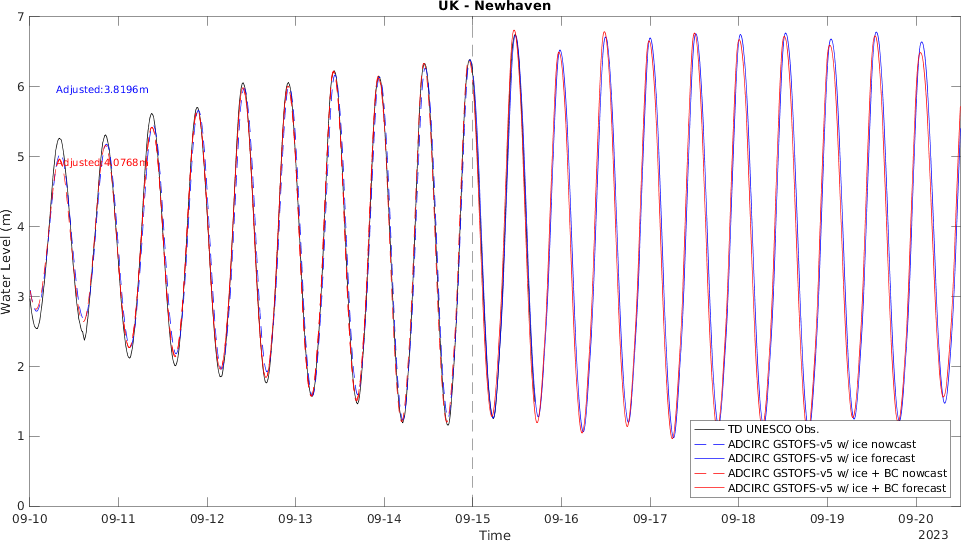 UK - Newhaven
7
6
5
4
3
2
1
0
Water Level (m)
Adjusted:3.8196m
Adjusted:4.0768m
TD UNESCO Obs.
ADCIRC GSTOFS-v5 w/ ice nowcast
ADCIRC GSTOFS-v5 w/ ice forecast
ADCIRC GSTOFS-v5 w/ ice + BC nowcast
ADCIRC GSTOFS-v5 w/ ice + BC forecast
09-10 09-11 09-12 09-13 09-14 09-15 09-16 09-17 09-18 09-19 09-20
Time
2023